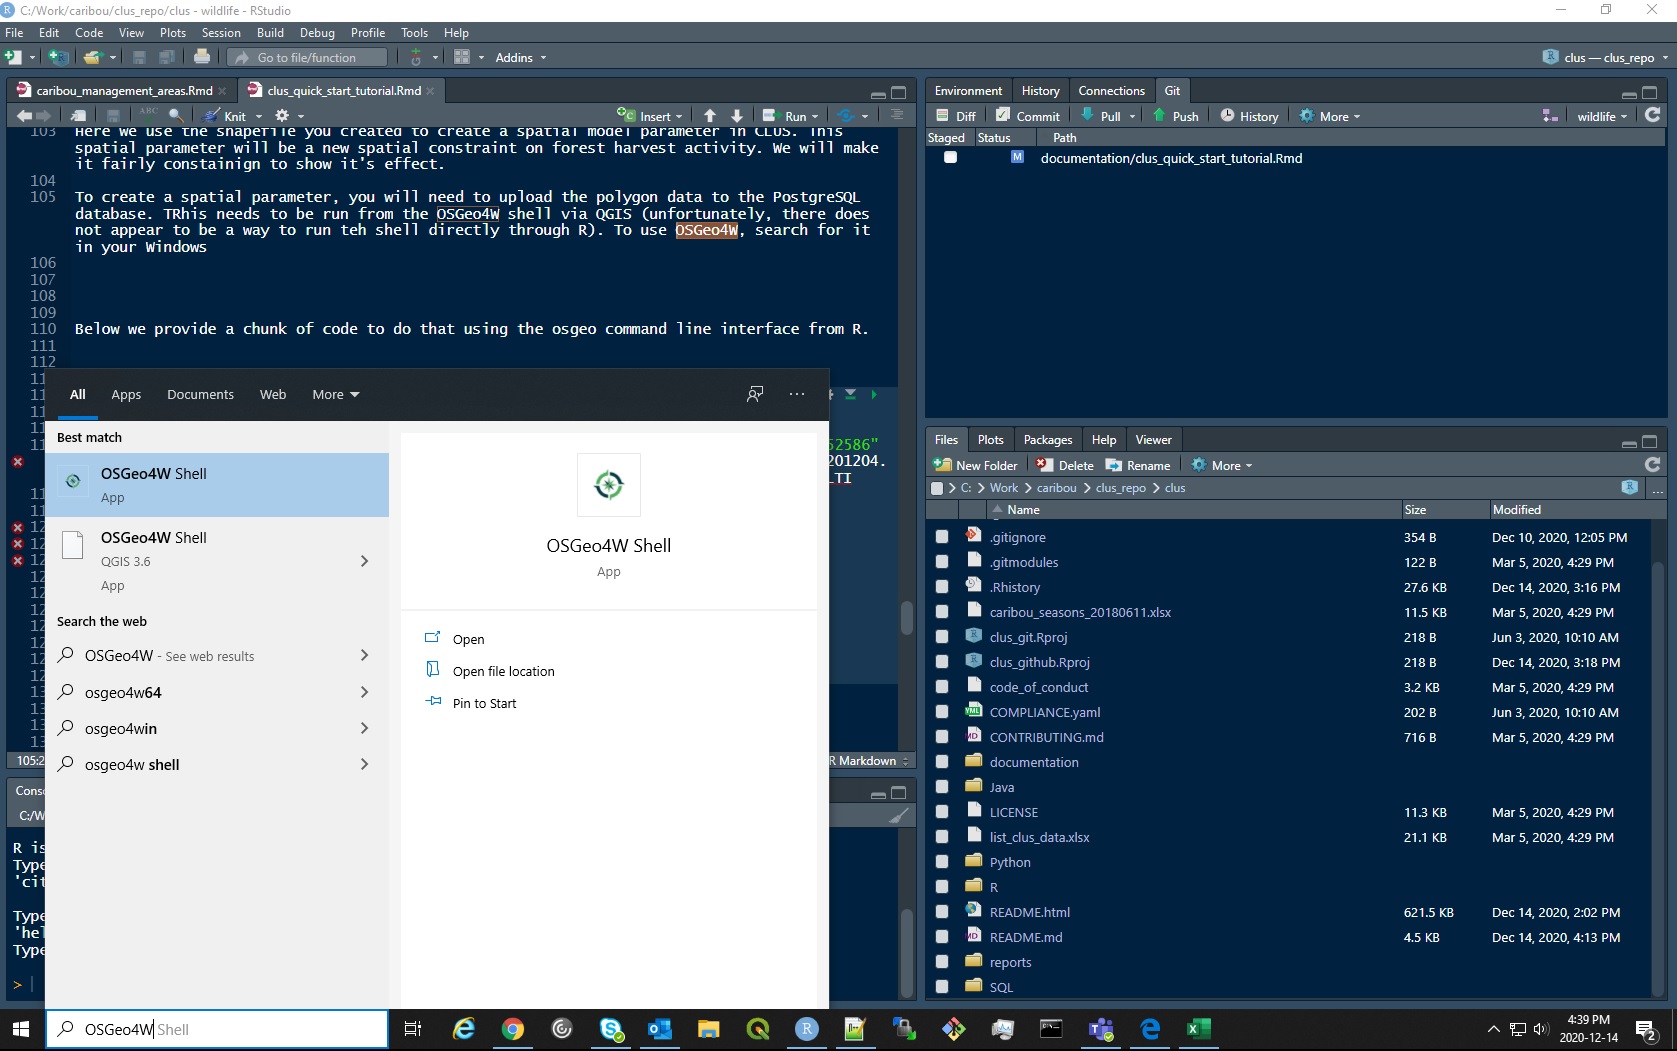 C:/Work/caribou/clus_repo/clus - wildlife - RStudio
File Edit Code View Plots Session Build Debug Profile Tools Help
Go to file/function
Addins
clus — clus_repo
caribou_management_areas.Rmd
clus_quick_start_tutorial.Rmd
ABC
Knit
Insert
Run
103 Here we use the shapefile you created to create a spatial model parameter in CLUS. This
spatial parameter will be a new spatial constraint on forest harvest activity. We will make
it fairly constainign to show it's effect.
104
105 To create a spatial parameter, you will need to upload the polygon data to the PostgreSQL
database. TRhis needs to be run from the OSGeo4W shell via QGIS (unfortunately, there does
not appear to be a way to run teh shell directly through R). To use OSGeo4W, search for it
in your Windows
106
107
108
109
110 Below we provide a chunk of code to do that using the osgeo command line interface from R.
111
112
52586"
201204.
LTI
105:2
R Markdown
Conso
C:/W
R is
Type
'cit
Type
'hel
Type
>
All Apps Documents Web More
Best match
OSGeo4W Shell
App
OSGeo4W Shell
QGIS 3.6
App
Search the web
OSGeo4W - See web results
osgeo4w64
osgeo4win
osgeo4w shell
OSGeo4W Shell
App
Open
Open file location
Pin to Start
OSGeo4W Shell
Environment History Connections Git
Diff Commit Pull Push History More wildlife
Staged Status Path
M documentation/clus_quick_start_tutorial.Rmd
Files Plots Packages Help Viewer
New Folder Delete Rename More
C: Work caribou clus_repo clus
...
Name Size Modified
.gitignore 354 B Dec 10, 2020, 12:05 PM
.gitmodules 122 B Mar 5, 2020, 4:29 PM
.Rhistory 27.6 KB Dec 14, 2020, 3:16 PM
caribou_seasons_20180611.xlsx 11.5 KB Mar 5, 2020, 4:29 PM
clus_git.Rproj 218 B Jun 3, 2020, 10:10 AM
clus_github.Rproj 218 B Dec 14, 2020, 3:18 PM
code_of_conduct 3.2 KB Mar 5, 2020, 4:29 PM
COMPLIANCE.yaml 202 B Jun 3, 2020, 10:10 AM
CONTRIBUTING.md 716 B Mar 5, 2020, 4:29 PM
documentation
Java
LICENSE 11.3 KB Mar 5, 2020, 4:29 PM
list_clus_data.xlsx 21.1 KB Mar 5, 2020, 4:29 PM
Python
R
README.html 621.5 KB Dec 14, 2020, 2:02 PM
README.md 4.5 KB Dec 14, 2020, 4:13 PM
reports
SQL
4:39 PM
2020-12-14
2